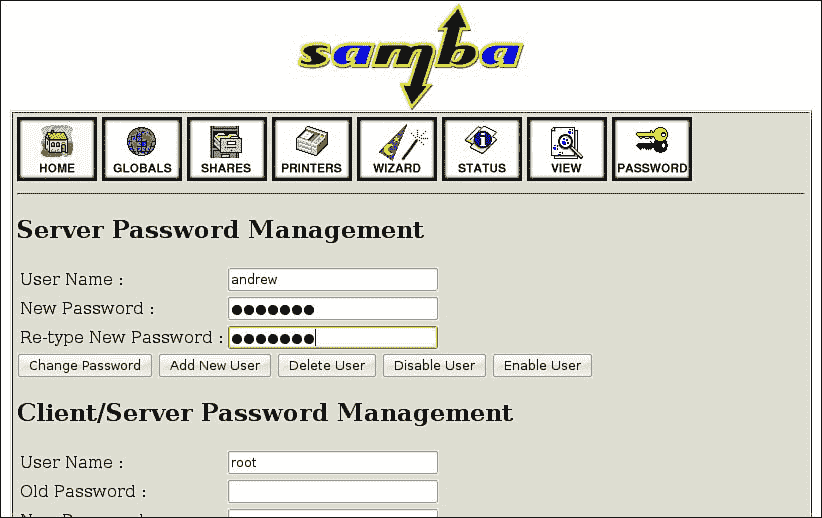 samba
HOME GLOBALS SHARES PRINTERS WIZARD STATUS VIEW PASSWORD
Server Password Management
User Name : andrew
New Password : ●●●●●●●
Re-type New Password : ●●●●●●●
Change Password Add New User Delete User Disable User Enable User
Client/Server Password Management
User Name : root
Old Password :
New Password :